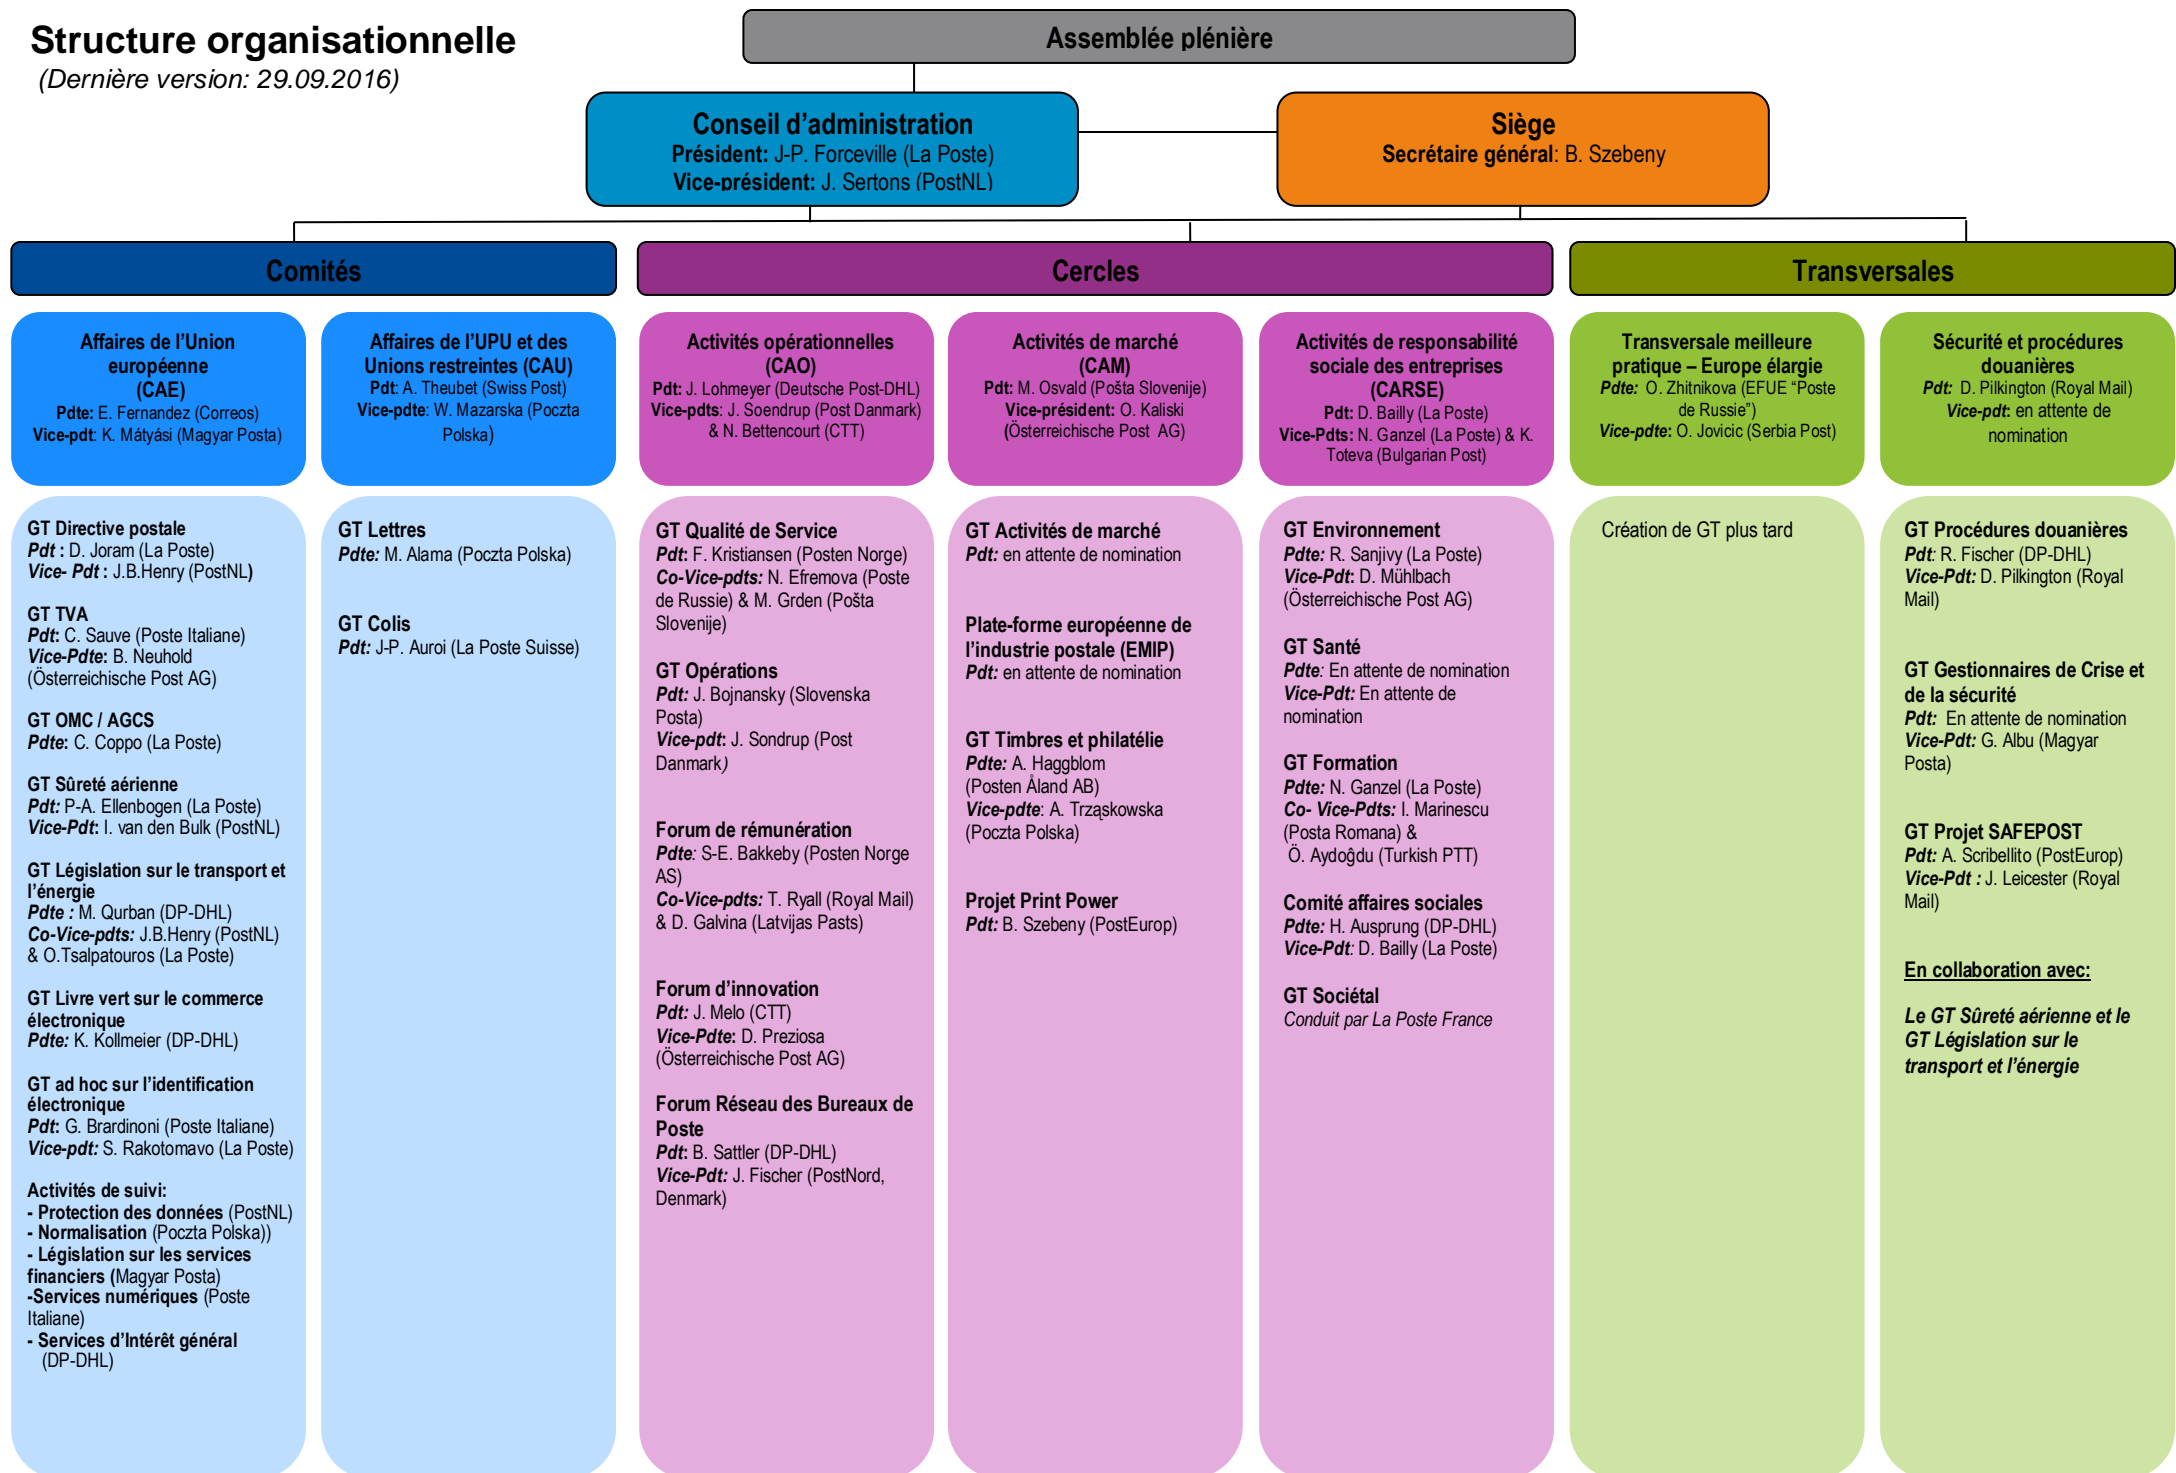 Structure organisationnelle
(Dernière version: 29.09.2016)
Assemblée plénière
Conseil d’administration
Président: J-P. Forceville (La Poste)
Vice-président: J. Sertons (PostNL)
Siège
Secrétaire général: B. Szebeny
Comités
Cercles
Transversales
Affaires de l’Union
européenne
(CAE)
Pdte: E. Fernandez (Correos)
Vice-pdt: K. Mátyási (Magyar Posta)
Affaires de l’UPU et des
Unions restreintes (CAU)
Pdt: A. Theubet (Swiss Post)
Vice-pdte: W. Mazarska (Poczta
Polska)
Activités opérationnelles
(CAO)
Pdt: J. Lohmeyer (Deutsche Post-DHL)
Vice-pdts: J. Soendrup (Post Danmark)
& N. Bettencourt (CTT)
Activités de marché
(CAM)
Pdt: M. Osvald (Pošta Slovenije)
Vice-président: O. Kaliski
(Österreichische Post AG)
Activités de responsabilité
sociale des entreprises
(CARSE)
Pdt: D. Bailly (La Poste)
Vice-Pdts: N. Ganzel (La Poste) & K.
Toteva (Bulgarian Post)
Transversale meilleure
pratique – Europe élargie
Pdte: O. Zhitnikova (EFUE “Poste
de Russie”)
Vice-pdte: O. Jovicic (Serbia Post)
Sécurité et procédures
douanières
Pdt: D. Pilkington (Royal Mail)
Vice-pdt: en attente de
nomination
GT Directive postale
Pdt : D. Joram (La Poste)
Vice- Pdt : J.B.Henry (PostNL)
GT TVA
Pdt: C. Sauve (Poste Italiane)
Vice-Pdte: B. Neuhold
(Österreichische Post AG)
GT OMC / AGCS
Pdte: C. Coppo (La Poste)
GT Sûreté aérienne
Pdt: P-A. Ellenbogen (La Poste)
Vice-Pdt: I. van den Bulk (PostNL)
GT Législation sur le transport et
l’énergie
Pdte : M. Qurban (DP-DHL)
Co-Vice-pdts: J.B.Henry (PostNL)
& O.Tsalpatouros (La Poste)
GT Livre vert sur le commerce
électronique
Pdte: K. Kollmeier (DP-DHL)
GT ad hoc sur l’identification
électronique
Pdt: G. Brardinoni (Poste Italiane)
Vice-pdt: S. Rakotomavo (La Poste)
Activités de suivi:
- Protection des données (PostNL)
- Normalisation (Poczta Polska))
- Législation sur les services
financiers (Magyar Posta)
-Services numériques (Poste
Italiane)
- Services d’Intérêt général
(DP-DHL)
GT Lettres
Pdte: M. Alama (Poczta Polska)
GT Colis
Pdt: J-P. Auroi (La Poste Suisse)
GT Qualité de Service
Pdt: F. Kristiansen (Posten Norge)
Co-Vice-pdts: N. Efremova (Poste
de Russie) & M. Grden (Pošta
Slovenije)
GT Opérations
Pdt: J. Bojnansky (Slovenska
Posta)
Vice-pdt: J. Sondrup (Post
Danmark)
Forum de rémunération
Pdte: S-E. Bakkeby (Posten Norge
AS)
Co-Vice-pdts: T. Ryall (Royal Mail)
& D. Galvina (Latvijas Pasts)
Forum d’innovation
Pdt: J. Melo (CTT)
Vice-Pdte: D. Preziosa
(Österreichische Post AG)
Forum Réseau des Bureaux de
Poste
Pdt: B. Sattler (DP-DHL)
Vice-Pdt: J. Fischer (PostNord,
Denmark)
GT Activités de marché
Pdt: en attente de nomination
Plate-forme européenne de
l’industrie postale (EMIP)
Pdt: en attente de nomination
GT Timbres et philatélie
Pdte: A. Haggblom
(Posten Åland AB)
Vice-pdte: A. Trząskowska
(Poczta Polska)
Projet Print Power
Pdt: B. Szebeny (PostEurop)
GT Environnement
Pdte: R. Sanjivy (La Poste)
Vice-Pdt: D. Mühlbach
(Österreichische Post AG)
GT Santé
Pdte: En attente de nomination
Vice-Pdt: En attente de
nomination
GT Formation
Pdte: N. Ganzel (La Poste)
Co- Vice-Pdts: I. Marinescu
(Posta Romana) &
Ö. Aydoĝdu (Turkish PTT)
Comité affaires sociales
Pdte: H. Ausprung (DP-DHL)
Vice-Pdt: D. Bailly (La Poste)
GT Sociétal
Conduit par La Poste France
Création de GT plus tard
GT Procédures douanières
Pdt: R. Fischer (DP-DHL)
Vice-Pdt: D. Pilkington (Royal
Mail)
GT Gestionnaires de Crise et
de la sécurité
Pdt: En attente de nomination
Vice-Pdt: G. Albu (Magyar
Posta)
GT Projet SAFEPOST
Pdt: A. Scribellito (PostEurop)
Vice-Pdt : J. Leicester (Royal
Mail)
En collaboration avec:
Le GT Sûreté aérienne et le
GT Législation sur le
transport et l’énergie